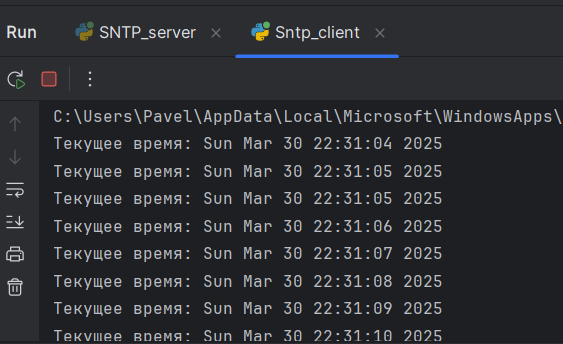 Run SNTP_server Sntp_client
C:\Users\Pavel\AppData\Local\Microsoft\WindowsApps\
Текущее время: Sun Mar 30 22:31:04 2025
Текущее время: Sun Mar 30 22:31:05 2025
Текущее время: Sun Mar 30 22:31:05 2025
Текущее время: Sun Mar 30 22:31:06 2025
Текущее время: Sun Mar 30 22:31:07 2025
Текущее время: Sun Mar 30 22:31:08 2025
Текущее время: Sun Mar 30 22:31:09 2025
Текущее время: Sun Mar 30 22:31:10 2025